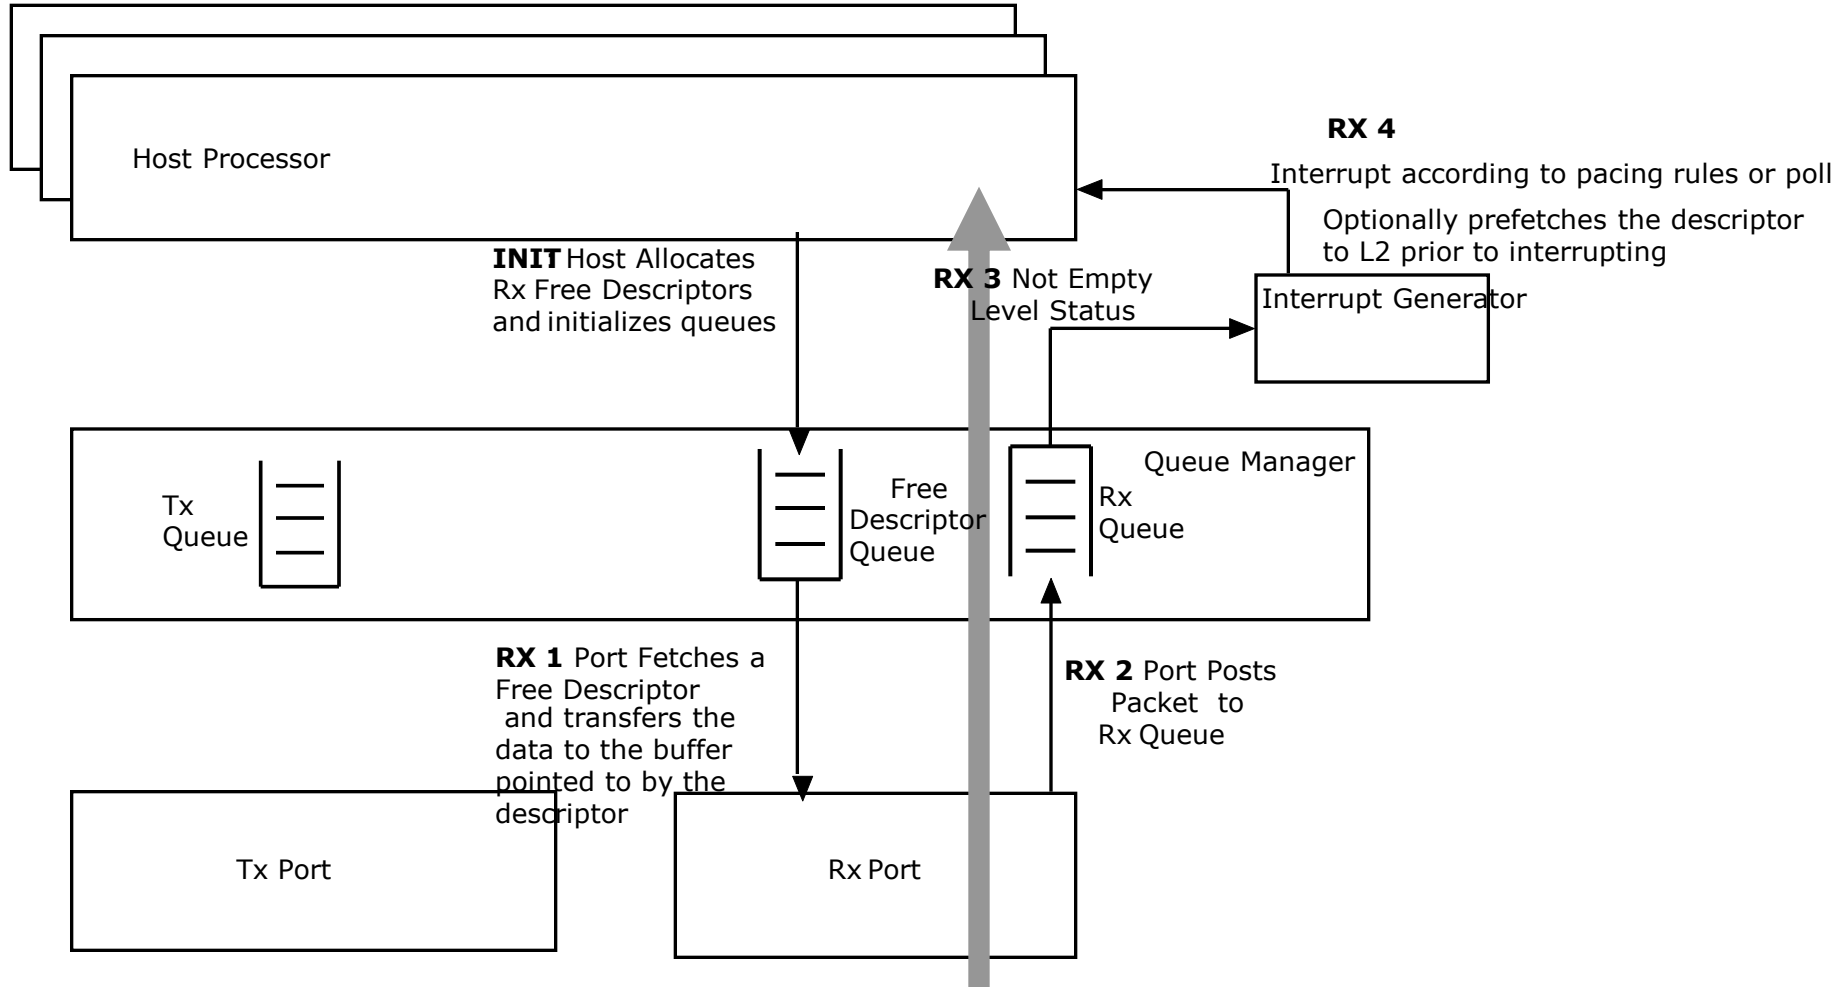 RX 4
Host Processor
Interrupt according to pacing rules or poll
Optionally prefetches the descriptor
to L2 prior to interrupting
INIT: Host Allocates
Rx Free Descriptors
and initializes queues
RX 3 Not Empty
Level Status
Interrupt Generator
Queue Manager
Tx
Queue
Free
Descriptor
Queue
Rx
Queue
RX 1 Port Fetches a
Free Descriptor
and transfers the
data to the buffer
pointed to by the
descriptor
RX 2 Port Posts
Packet to
Rx Queue
Tx Port
Rx Port